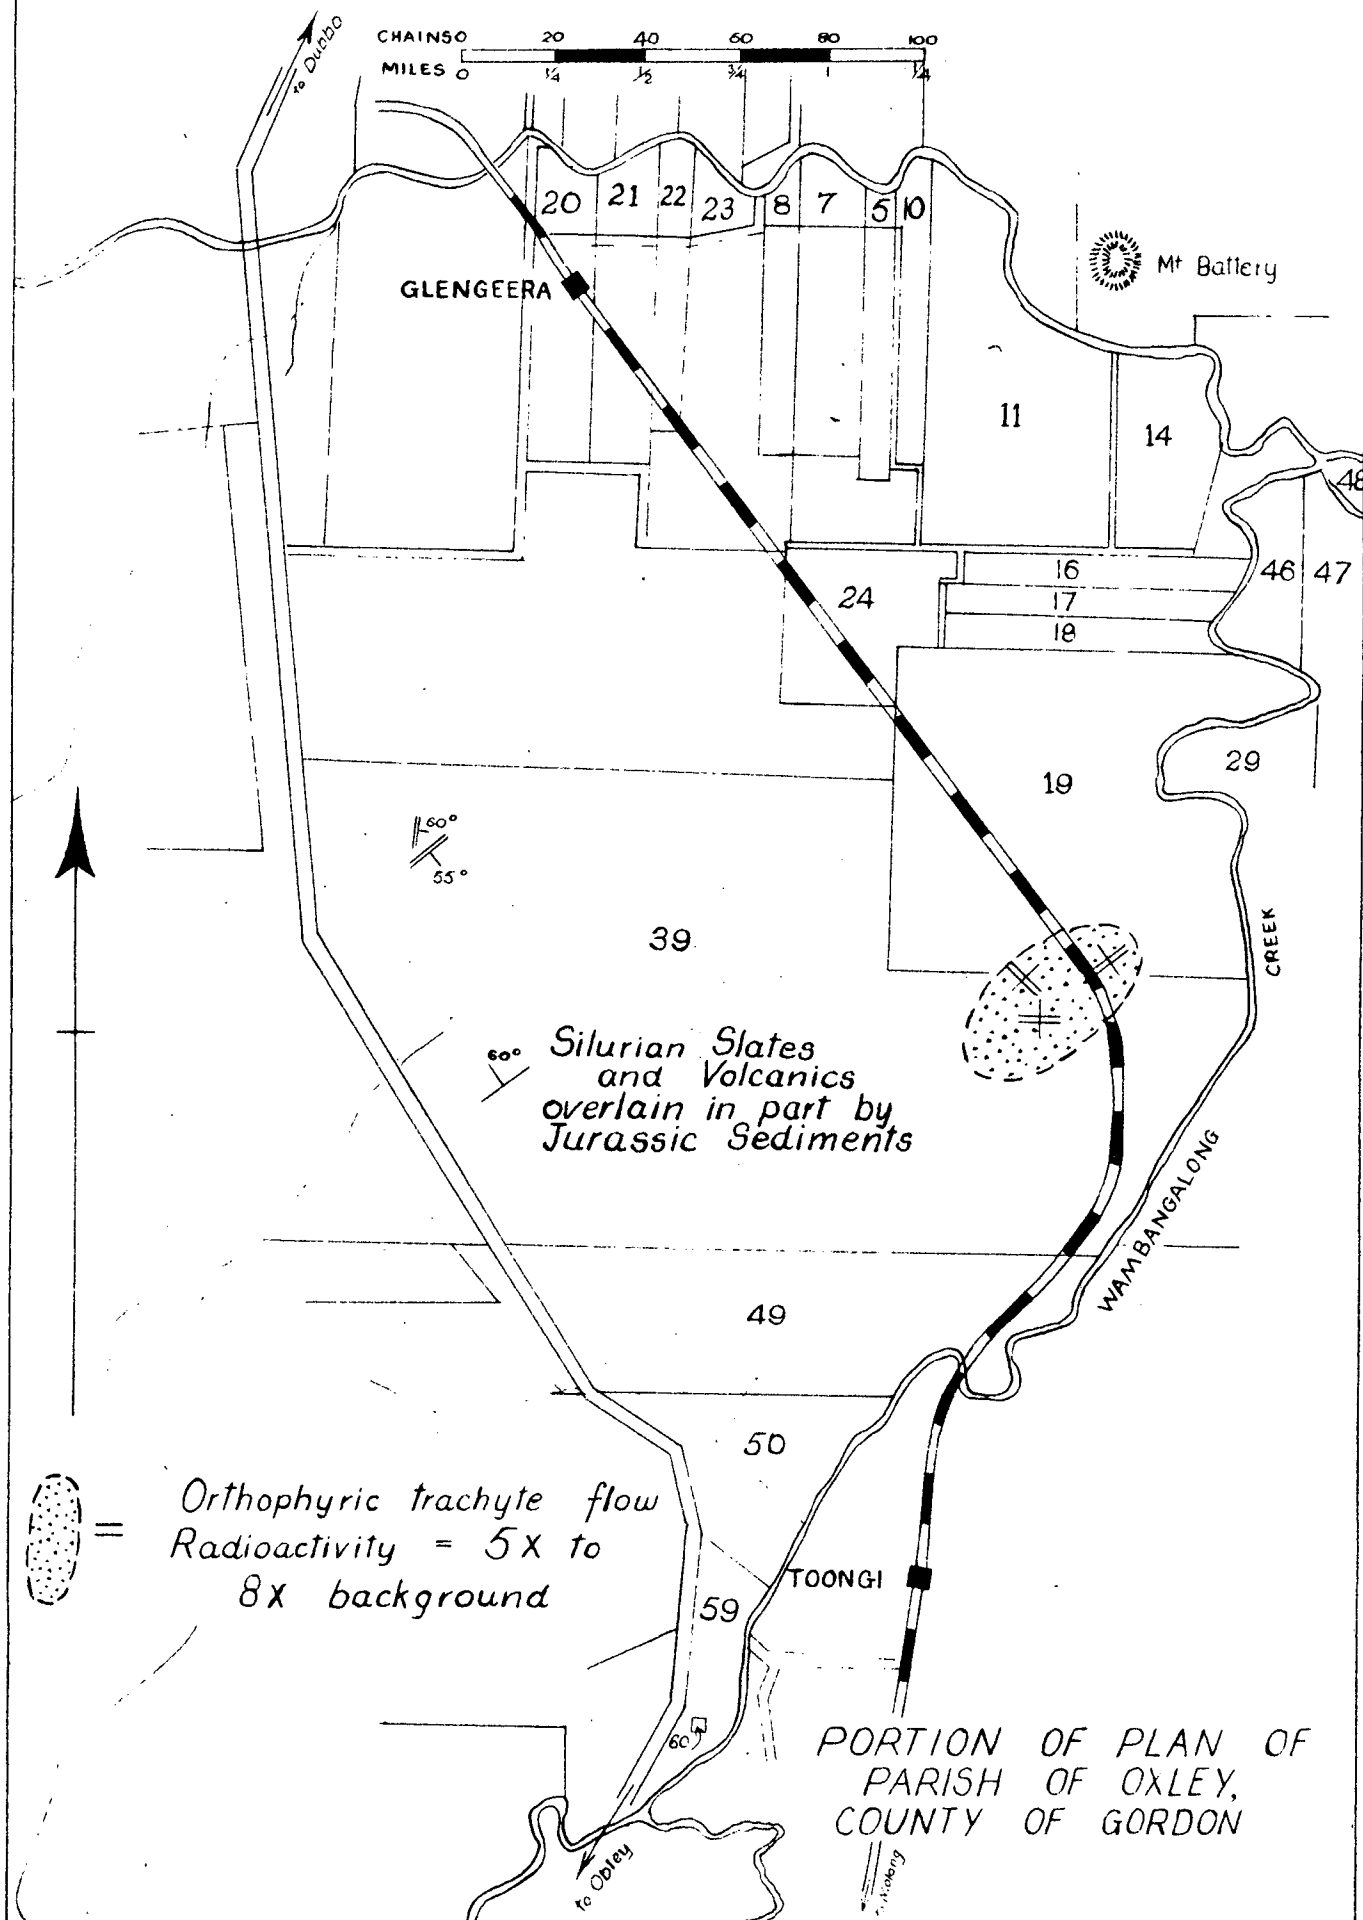 to Dubbo
CHAINS 0 20 40 60 80 100
MILES 0 1/4 1/2 3/4 1 1 1/4
20 21 22 23 8 7 5 10
Mt Battery
GLENGEERA
11
14
48
46 47
16
24
17
18
29
19
60°
55°
39
CREEK
60°
Silurian Slates
and Volcanics
overlain in part by
Jurassic Sediments
WAMBANGALONG
49
50
= Orthophyric trachyte flow
Radioactivity = 5X to
8X background
TOONGI
59
60
PORTION OF PLAN OF
PARISH OF OXLEY,
COUNTY OF GORDON
to Obley